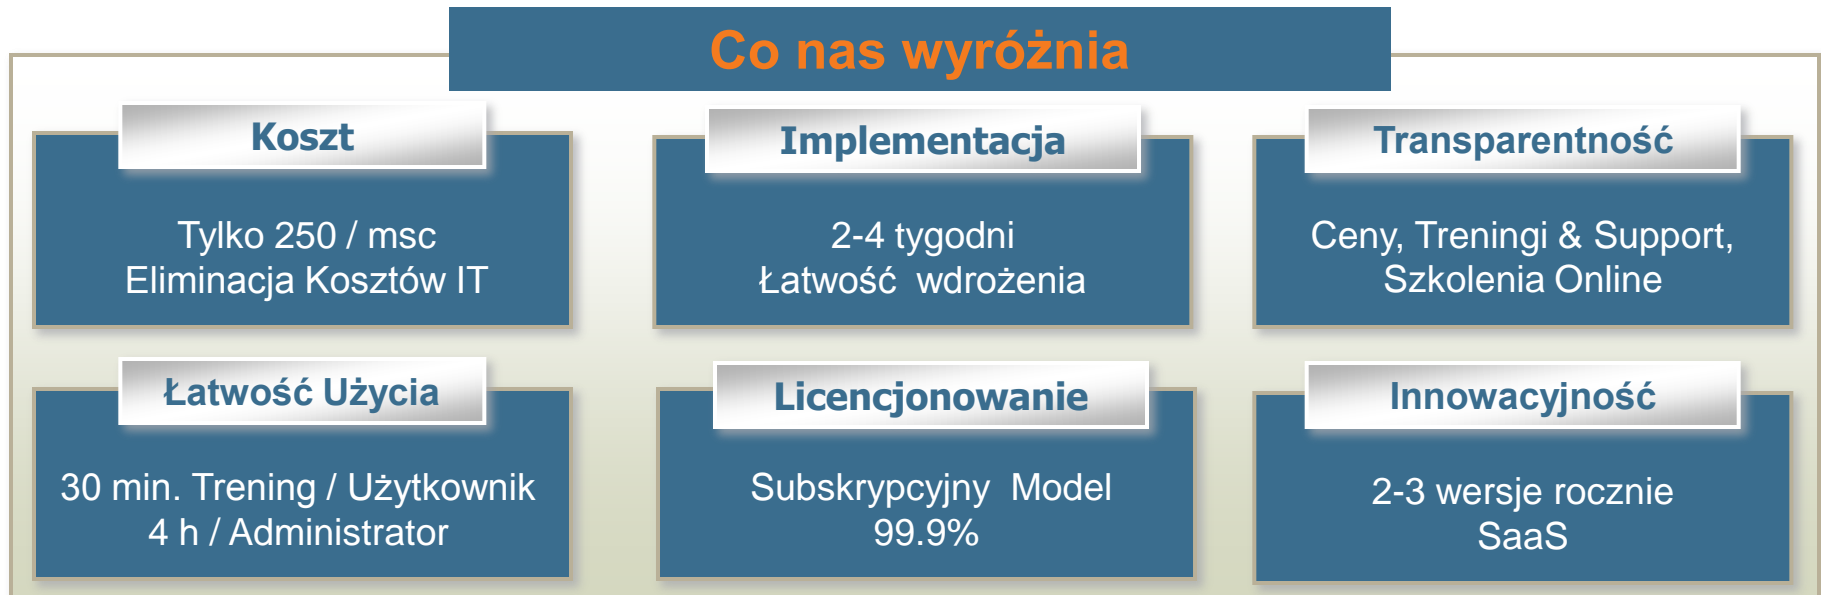 Co nas wyróżnia
Koszt
Tylko 250 / msc
Eliminacja Kosztów IT
Implementacja
2-4 tygodni
Łatwość wdrożenia
Transparentność
Ceny, Treningi & Support,
Szkolenia Online
Łatwość Użycia
30 min. Trening / Użytkownik
4 h / Administrator
Licencjonowanie
Subskrypcyjny Model
99.9%
Innowacyjność
2-3 wersje rocznie
SaaS